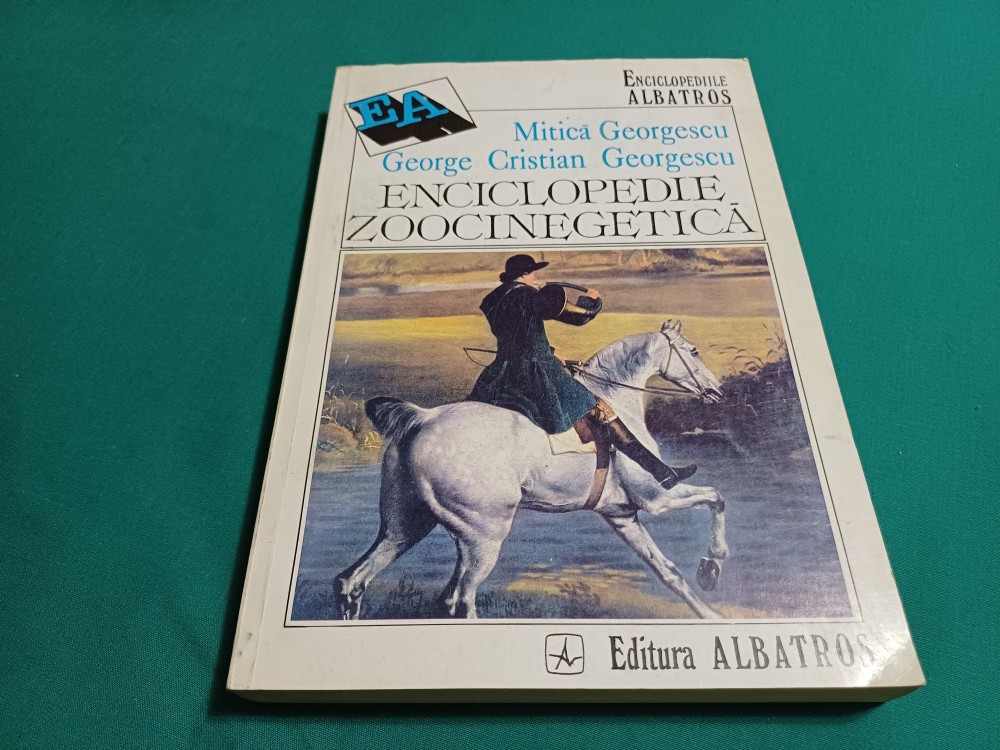 EA
ENCICLOPEDIILE
ALBATROS
Mitică Georgescu
George Cristian Georgescu
ENCICLOPEDIE
ZOOCINEGETICĂ
Editura ALBATROS